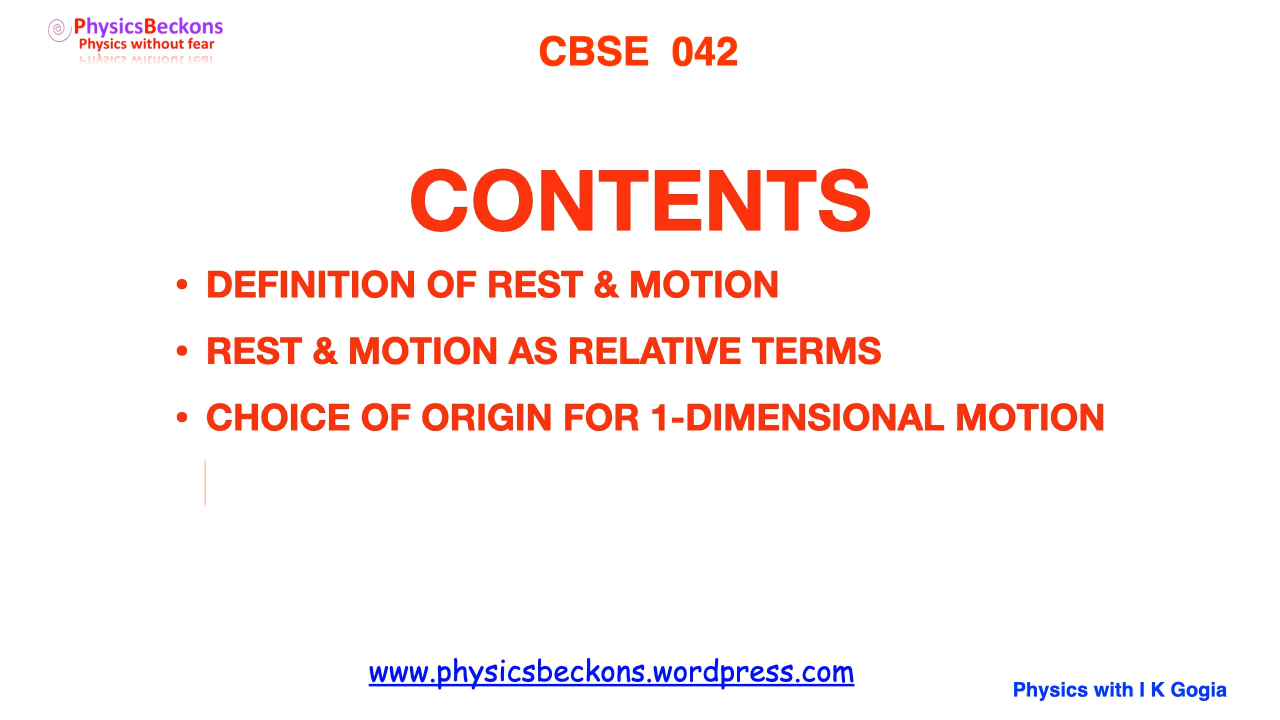 PhysicsBeckons
Physics without fear
CBSE 042
CONTENTS
• DEFINITION OF REST & MOTION
• REST & MOTION AS RELATIVE TERMS
• CHOICE OF ORIGIN FOR 1-DIMENSIONAL MOTION
www.physicsbeckons.wordpress.com
Physics with I K Gogia